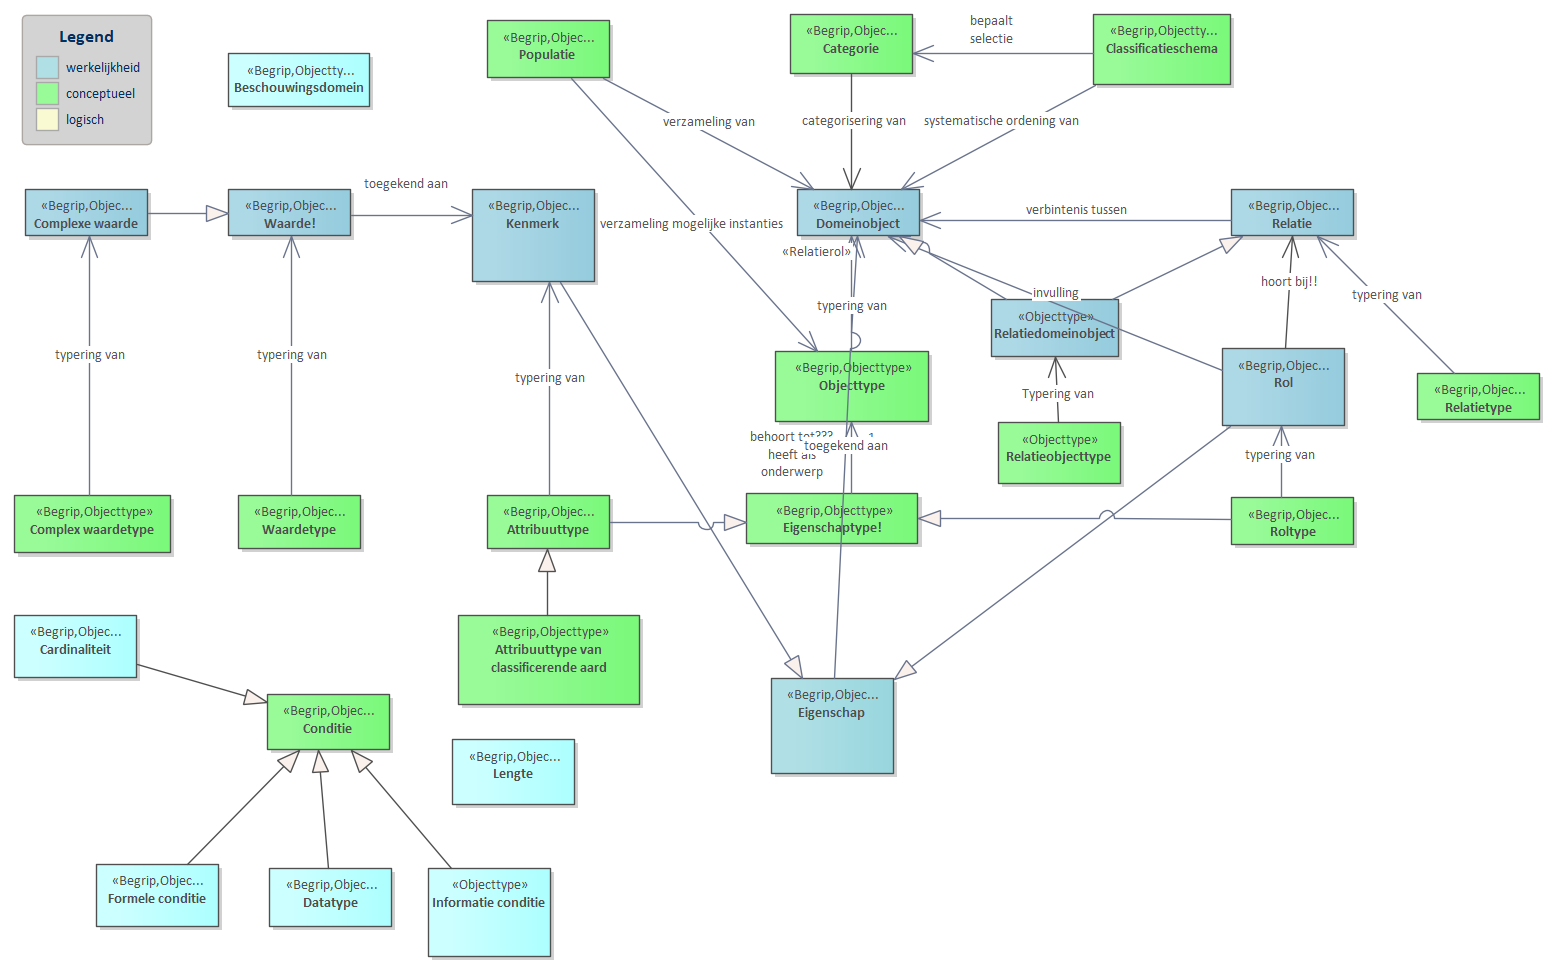 Legend
werkelijkheid
conceptueel
logisch
«Begrip,Objectty...
Beschouwingsdomein
«Begrip,Objec...
Populatie
«Begrip,Objec...
Categorie
bepaalt
selectie
«Begrip,Objectty...
Classificatieschema
verzameling van
categorisering van
systematische ordening van
«Begrip,Objec...
Complexe waarde
«Begrip,Objec...
Waarde!
toegekend aan
«Begrip,Objec...
Kenmerk
verzameling mogelijke instanties
«Begrip,Objec...
Domeinobject
«Relatierol»
verbintenis tussen
«Begrip,Objec...
Relatie
invulling
hoort bij!!
typering van
typering van
«Objecttype»
Relatiedomeinobject
typering van
typering van
typering van
«Begrip,Objecttype»
Objecttype
Typering van
«Begrip,Objec...
Rol
«Begrip,Objec...
Relatietype
behoort tot???
heeft als
onderwerp
1
toegekend aan
«Objecttype»
Relatieobjecttype
typering van
«Begrip,Objecttype»
Complex waardetype
«Begrip,Objec...
Waardetype
«Begrip,Objec...
Attribuuttype
«Begrip,Objecttype»
Eigenschaptype!
«Begrip,Objec...
Roltype
«Begrip,Objec...
Cardinaliteit
«Begrip,Objecttype»
Attribuuttype van
classificerende aard
«Begrip,Objec...
Conditie
«Begrip,Objec...
Eigenschap
«Begrip,Objec...
Lengte
«Begrip,Objec...
Formele conditie
«Begrip,Objec...
Datatype
«Objecttype»
Informatie conditie